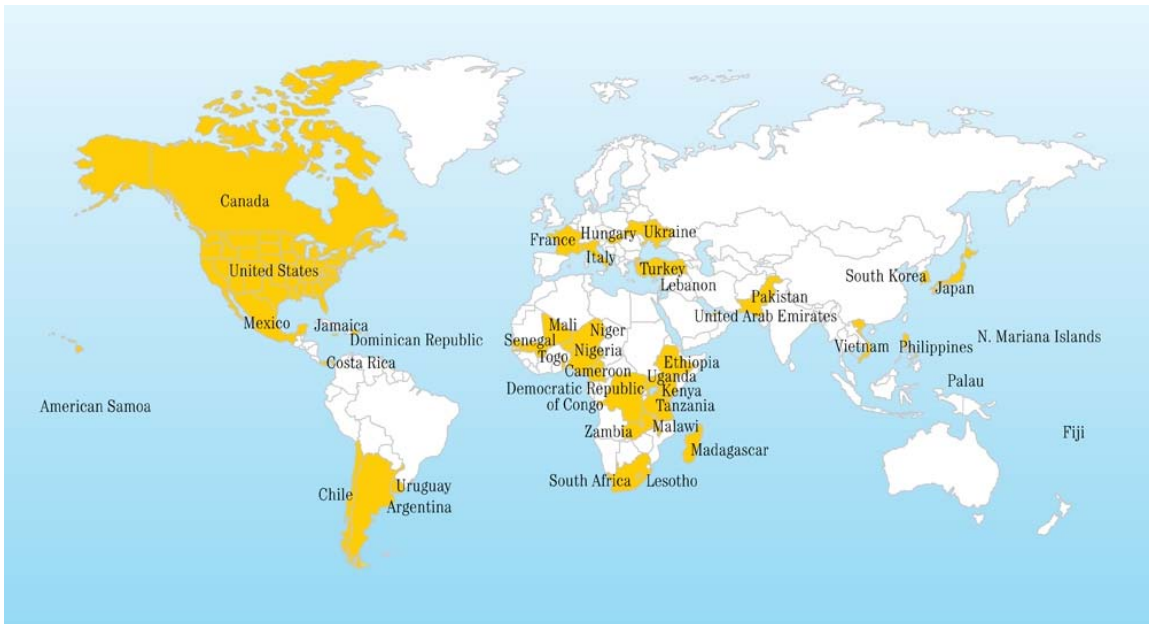 Canada
United States
Mexico
Jamaica
Dominican Republic
Costa Rica
American Samoa
Chile
Uruguay
Argentina
France
Hungary
Ukraine
Italy
Turkey
Lebanon
Pakistan
United Arab Emirates
South Korea
Japan
Mali
Niger
Senegal
Togo
Nigeria
Cameroon
Ethiopia
Uganda
Democratic Republic
of Congo
Kenya
Tanzania
Zambia
Malawi
Madagascar
South Africa
Lesotho
Vietnam
Philippines
N. Mariana Islands
Palau
Fiji